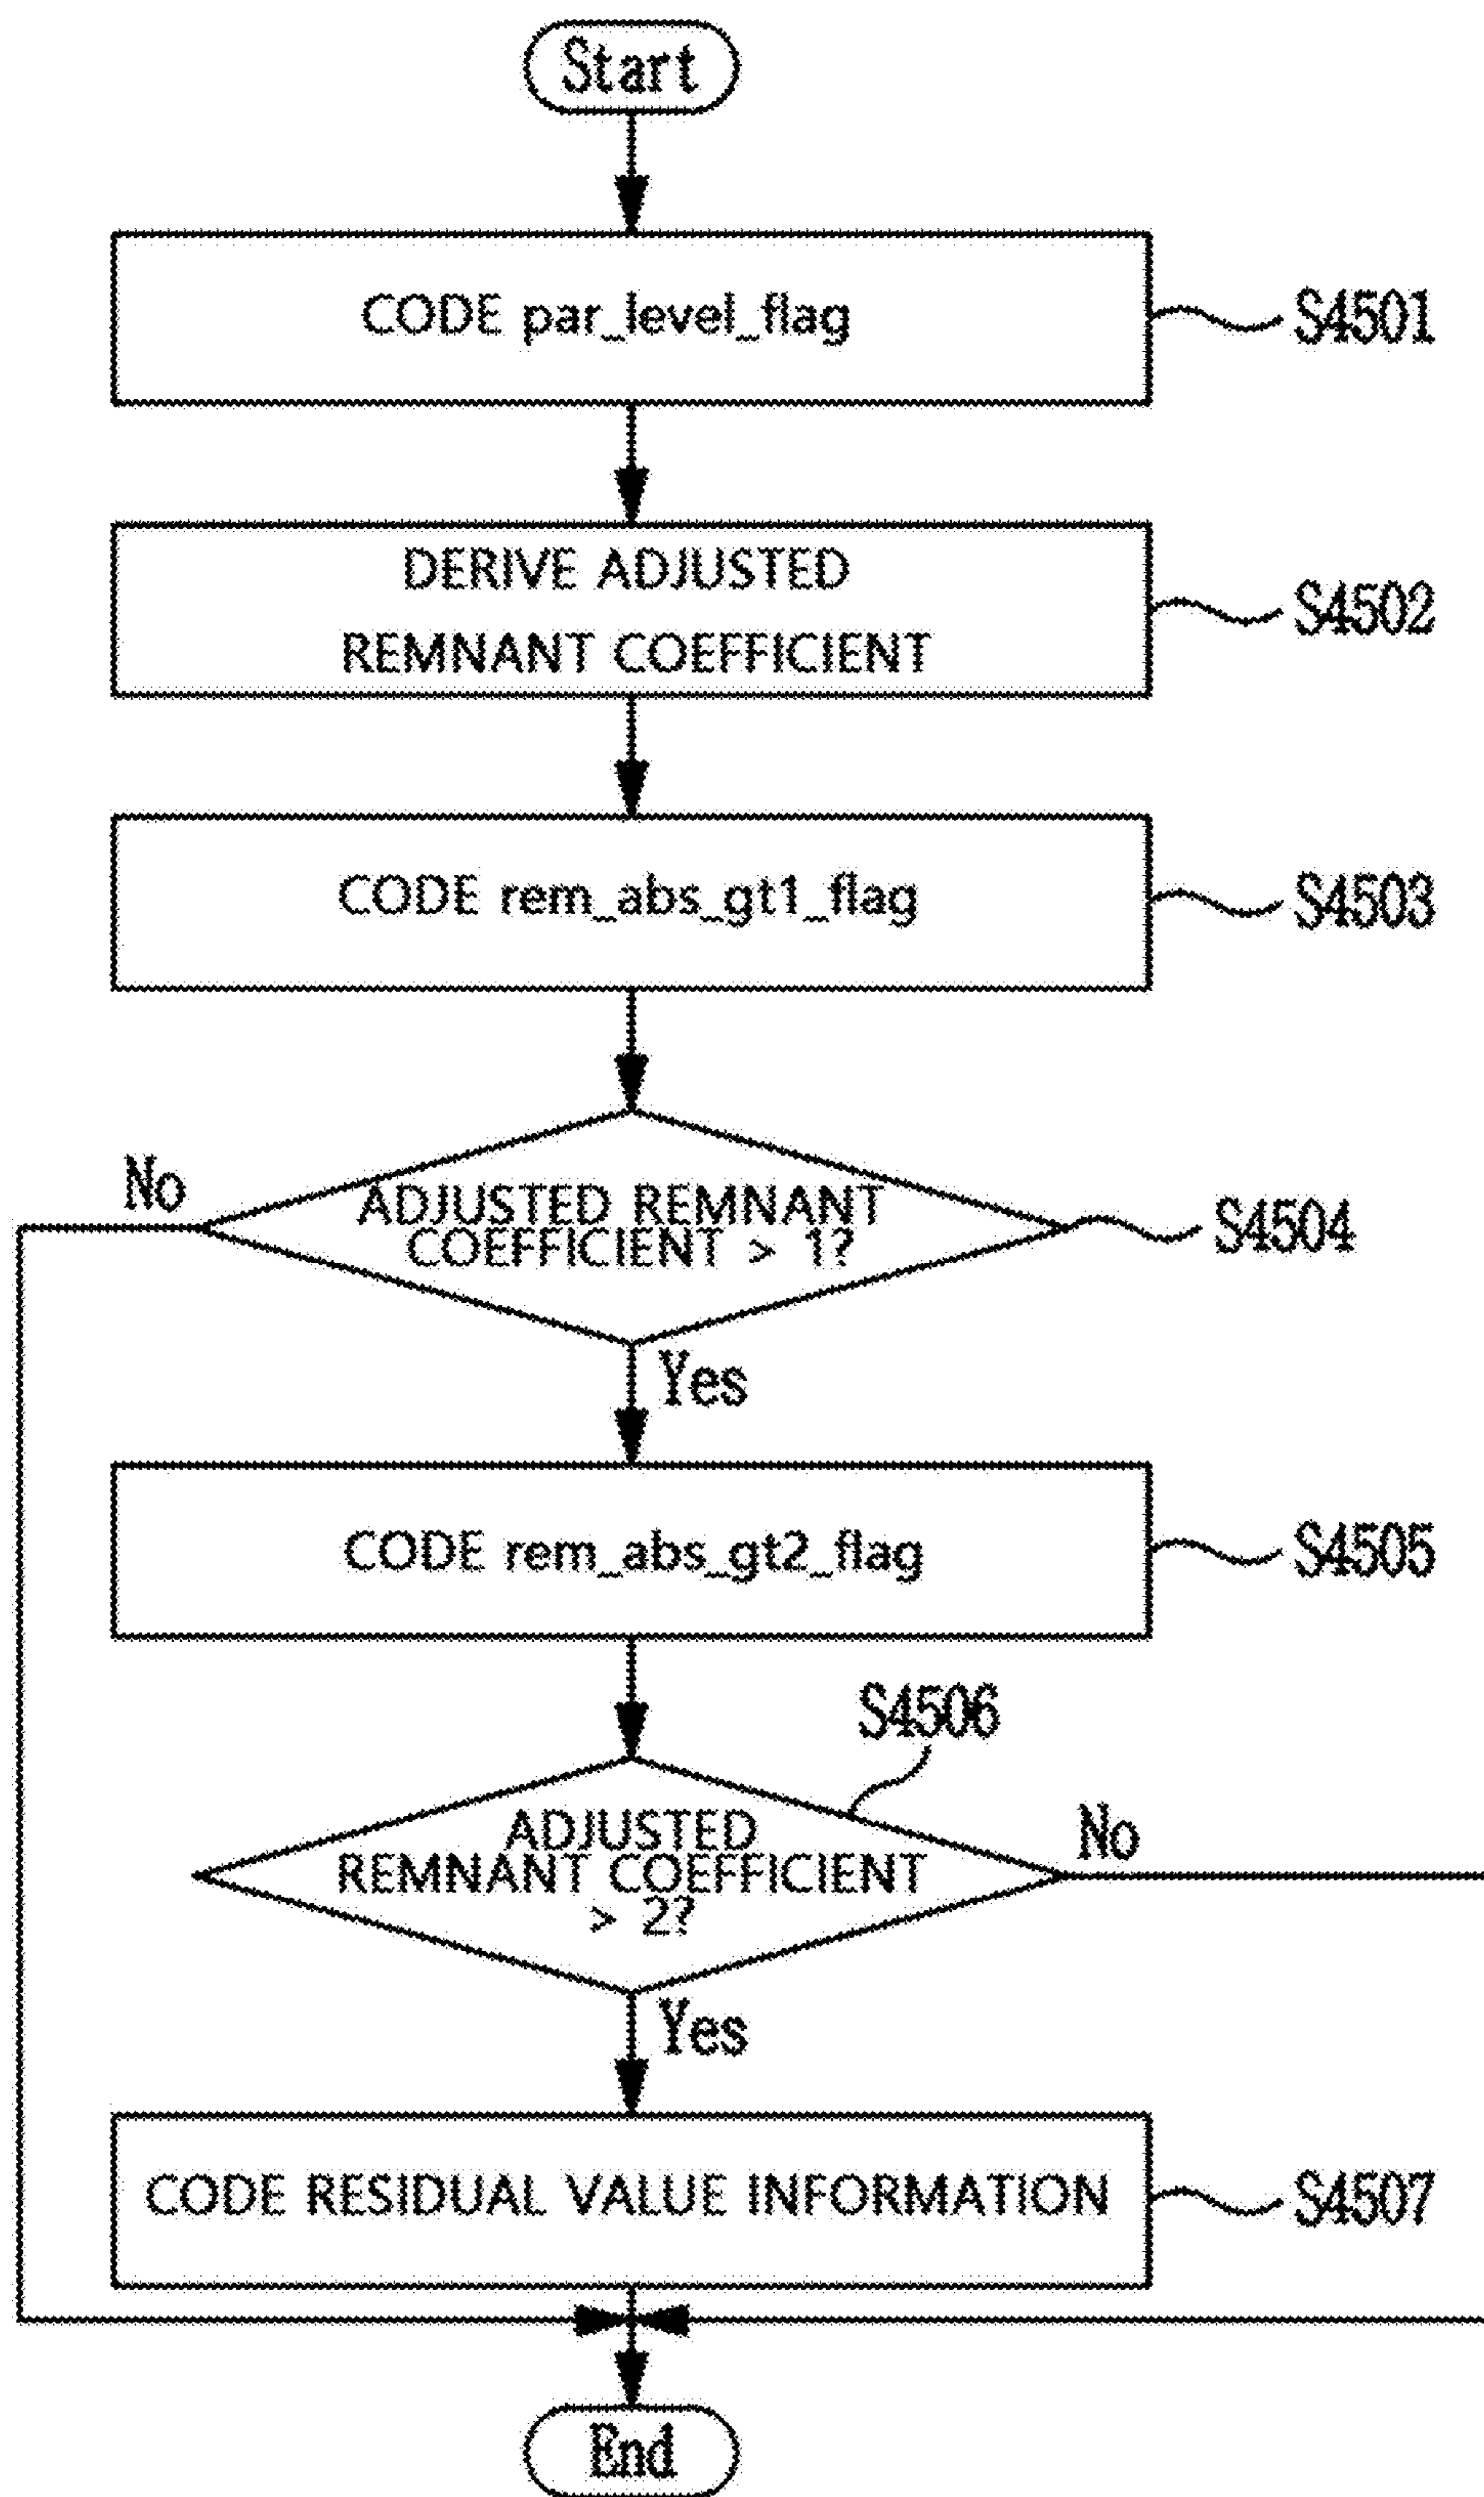 Start
CODE par_level_flag
S4501
DERIVE ADJUSTED
REMNANT COEFFICIENT
S4502
CODE rem_abs_gt1_flag
S4503
No
ADJUSTED REMNANT
COEFFICIENT > 1?
S4504
Yes
CODE rem_abs_gt2_flag
S4505
S4506
ADJUSTED
REMNANT COEFFICIENT
> 2?
No
Yes
CODE RESIDUAL VALUE INFORMATION
S4507
End